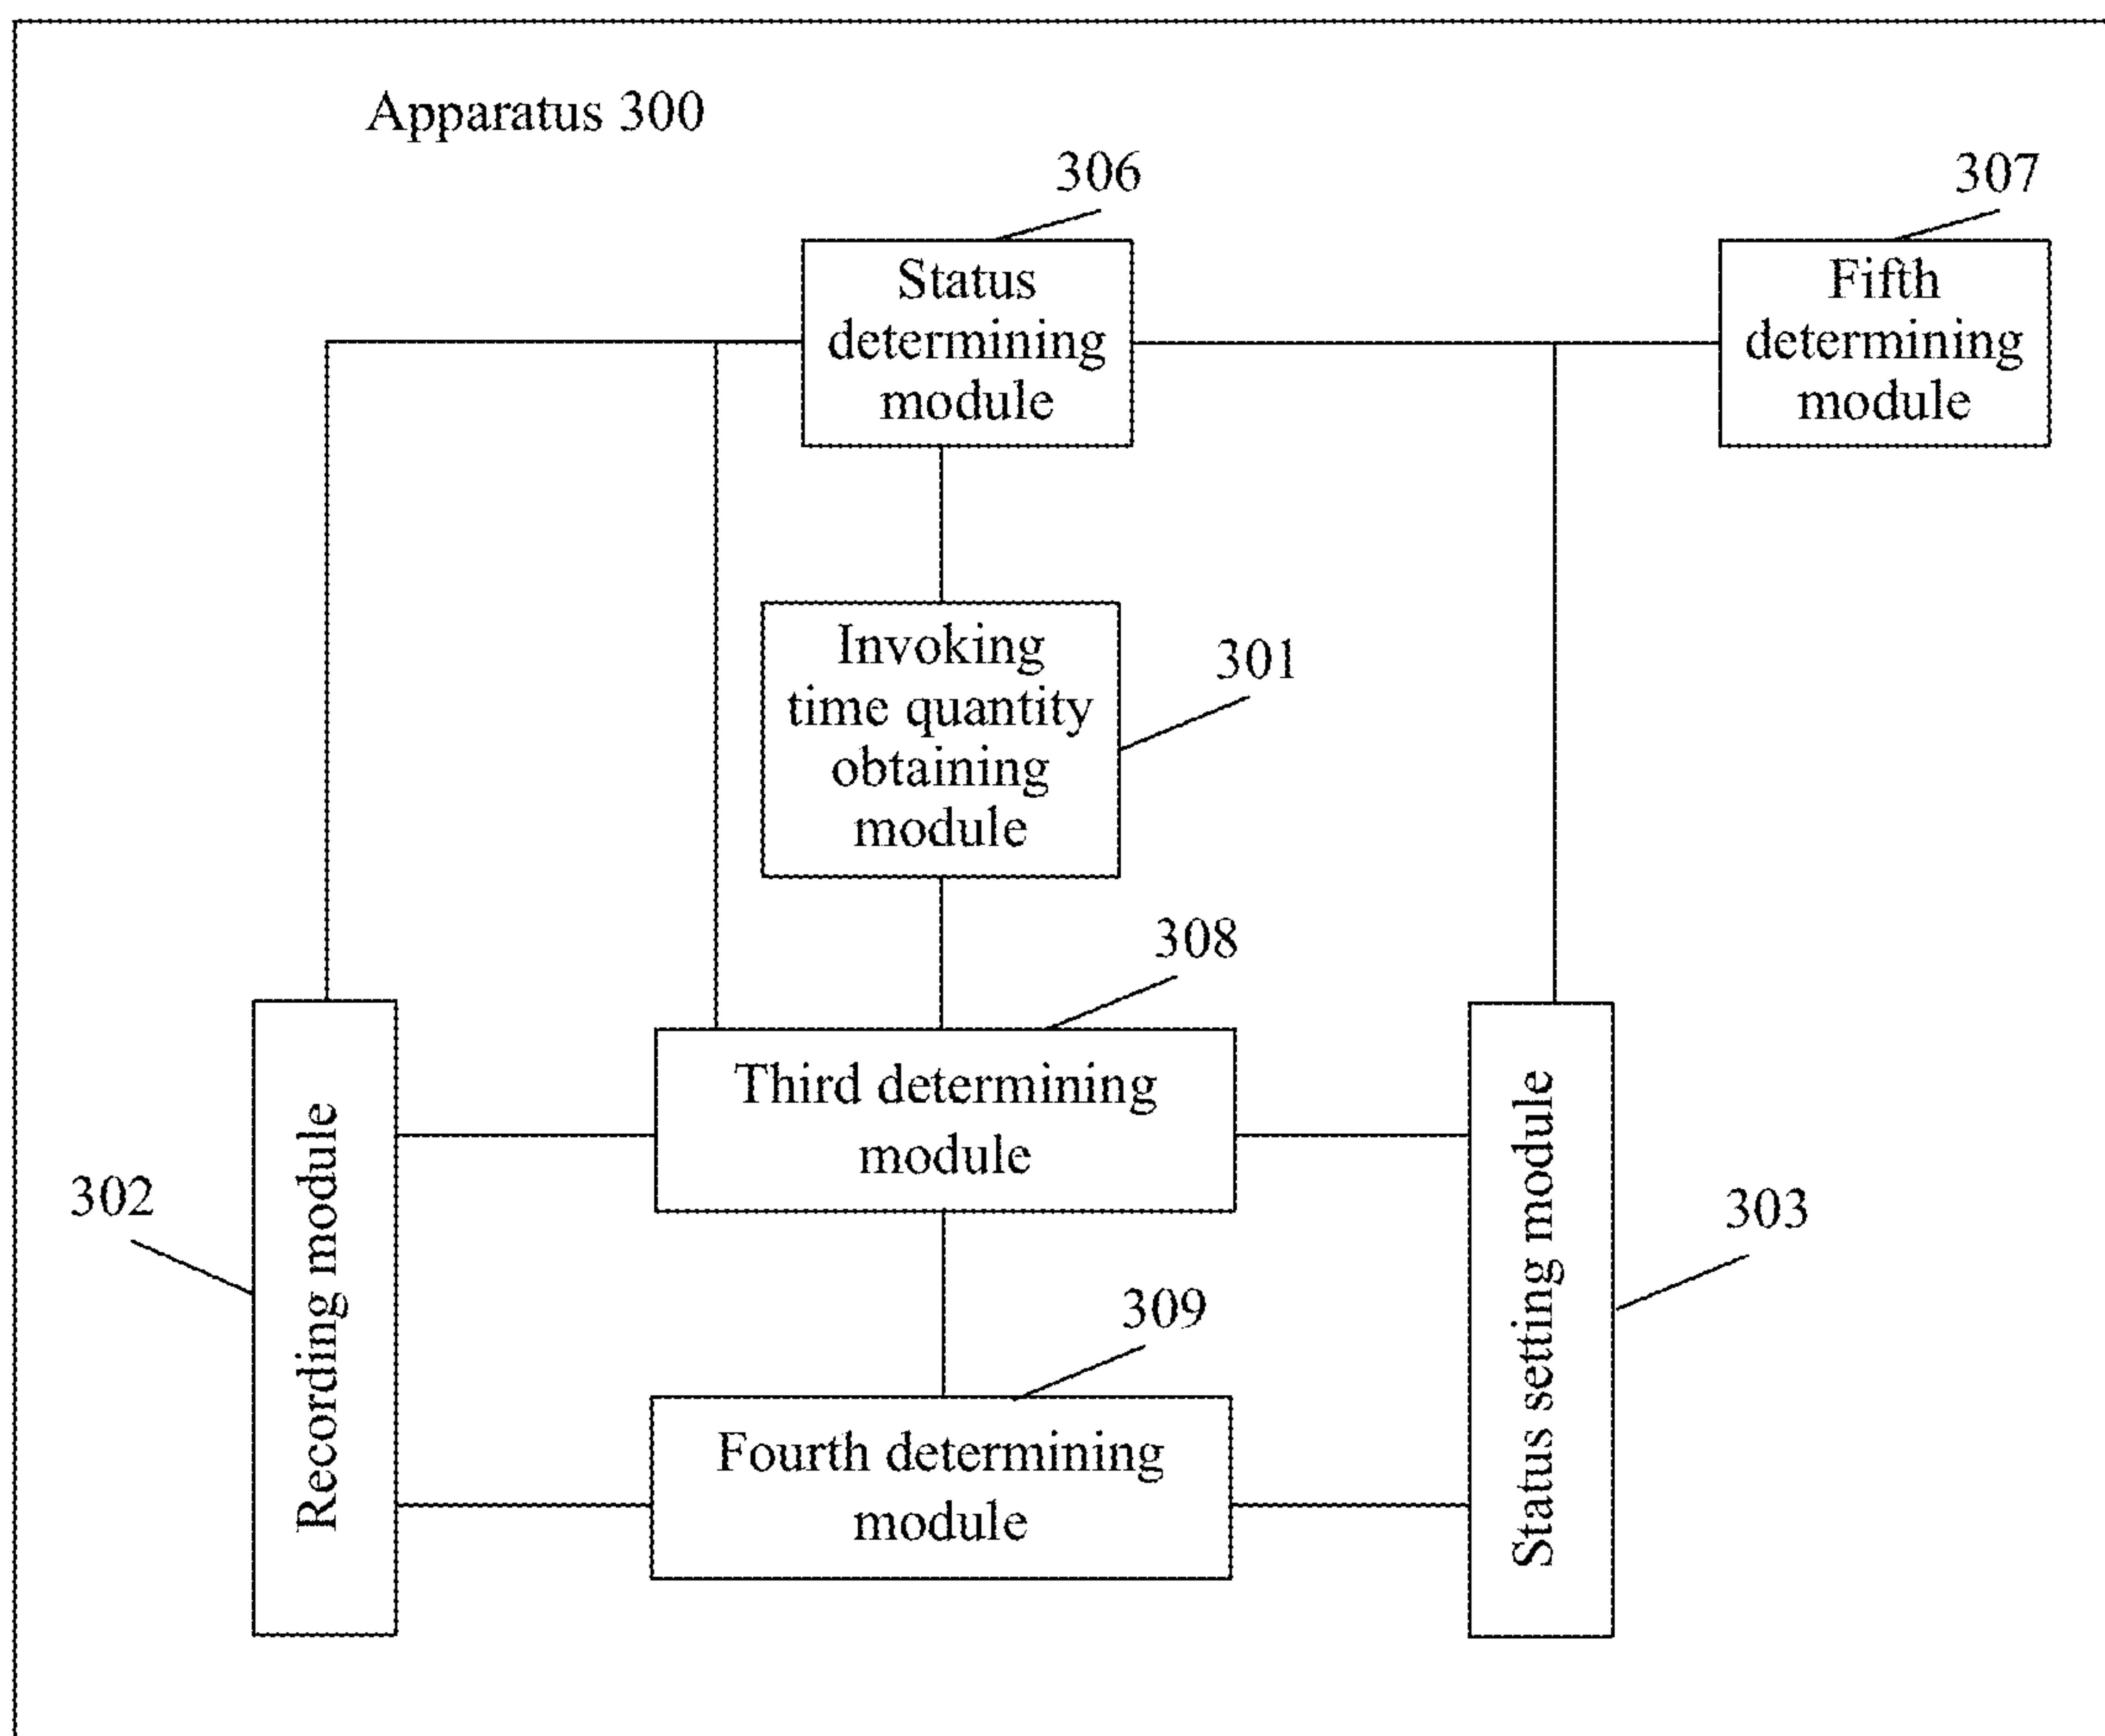 Apparatus 300
306
307
Status
determining
module
Fifth
determining
module
Invoking
time quantity
obtaining
module
301
308
Third determining
module
Recording module
302
Status setting module
303
309
Fourth determining
module